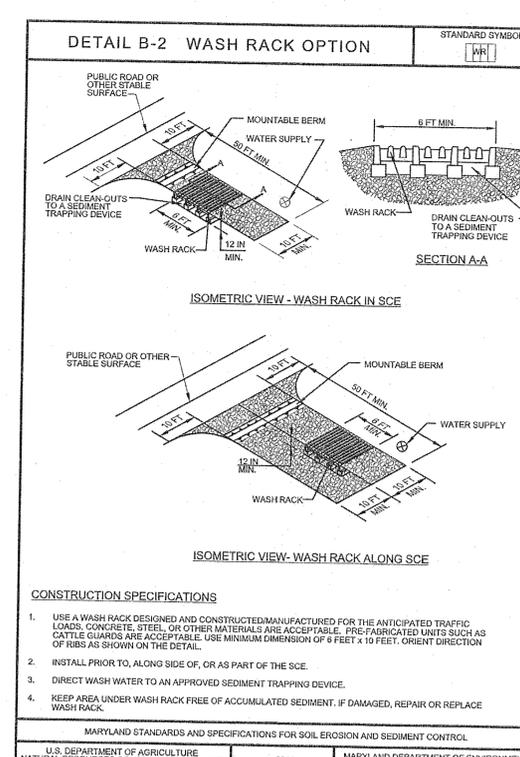 DETAIL B-2 WASH RACK OPTION
STANDARD SYMBO
WR
PUBLIC ROAD OR
OTHER STABLE
SURFACE
10 FT
MOUNTABLE BERM
50 FT MIN.
WATER SUPPLY
10 FT
A
A
DRAIN CLEAN-OUTS
TO A SEDIMENT
TRAPPING DEVICE
6 FT
MIN.
WASH RACK
12 IN
MIN.
10 FT
MIN.
6 FT MIN.
WASH RACK
DRAIN CLEAN-OUTS
TO A SEDIMENT
TRAPPING DEVICE
SECTION A-A
ISOMETRIC VIEW - WASH RACK IN SCE
PUBLIC ROAD OR OTHER
STABLE SURFACE
10 FT
MOUNTABLE BERM
50 FT MIN.
10 FT
6 FT
MIN.
WATER SUPPLY
12 IN
MIN.
WASH RACK
10 FT
MIN.
10 FT
MIN.
ISOMETRIC VIEW- WASH RACK ALONG SCE
CONSTRUCTION SPECIFICATIONS
1. USE A WASH RACK DESIGNED AND CONSTRUCTED/MANUFACTURED FOR THE ANTICIPATED TRAFFIC
LOADS. CONCRETE, STEEL, OR OTHER MATERIALS ARE ACCEPTABLE. PRE-FABRICATED UNITS SUCH AS
CATTLE GUARDS ARE ACCEPTABLE. USE MINIMUM DIMENSION OF 6 FEET x 10 FEET. ORIENT DIRECTION
OF RIBS AS SHOWN ON THE DETAIL.
2. INSTALL PRIOR TO, ALONG SIDE OF, OR AS PART OF THE SCE.
3. DIRECT WASH WATER TO AN APPROVED SEDIMENT TRAPPING DEVICE.
4. KEEP AREA UNDER WASH RACK FREE OF ACCUMULATED SEDIMENT. IF DAMAGED, REPAIR OR REPLACE
WASH RACK.
MARYLAND STANDARDS AND SPECIFICATIONS FOR SOIL EROSION AND SEDIMENT CONTROL
U.S. DEPARTMENT OF AGRICULTURE
MARYLAND DEPARTMENT OF ENVIRONM